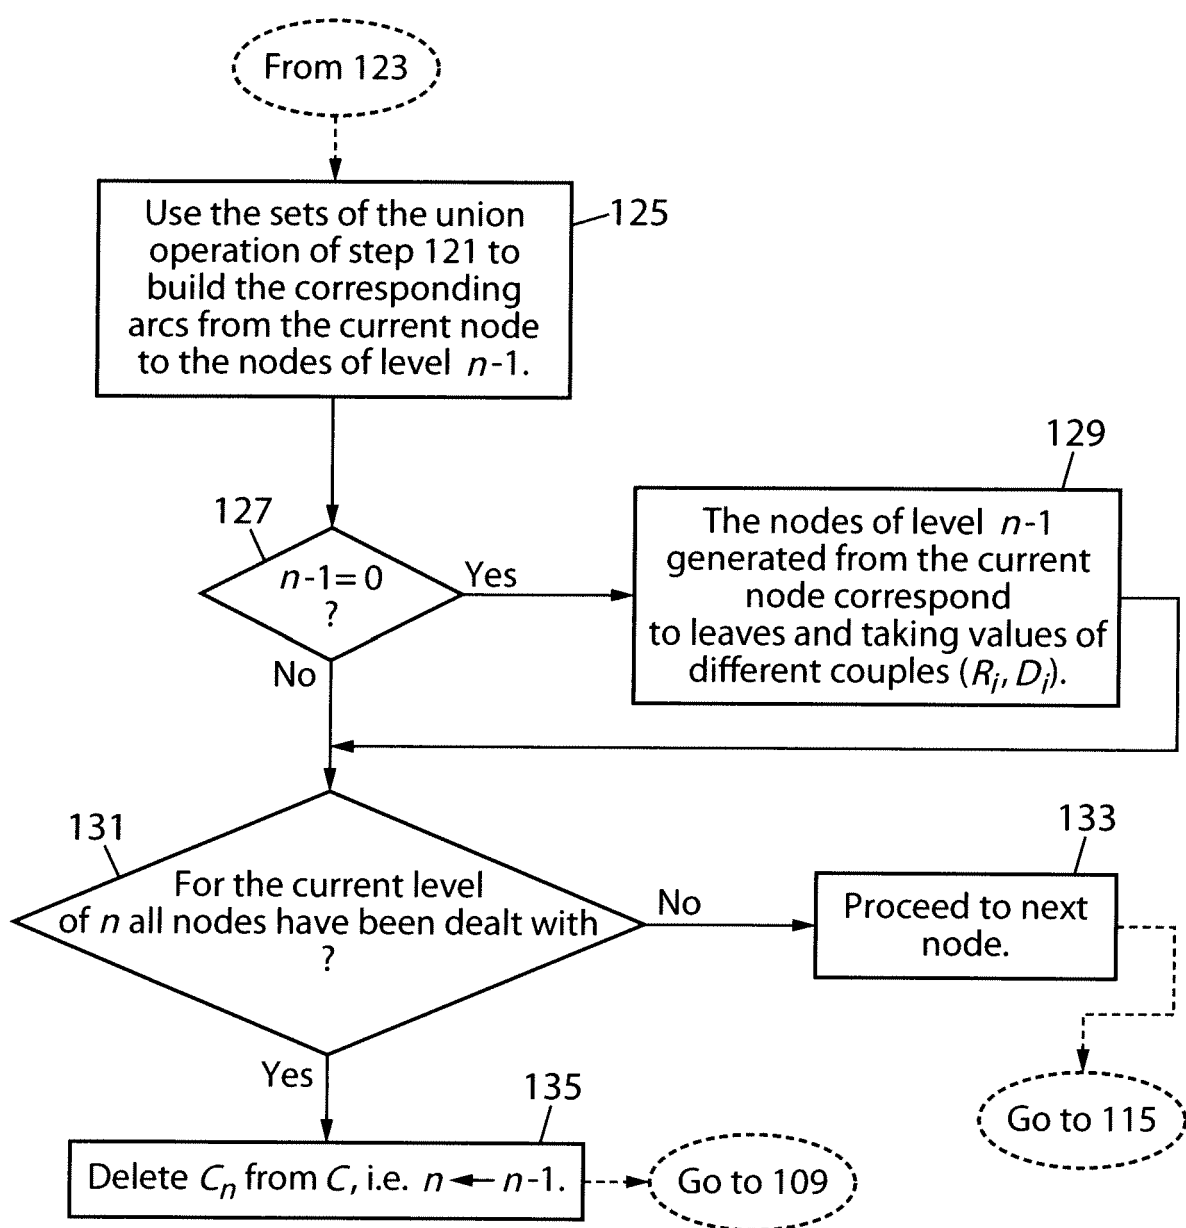 From 123
Use the sets of the union
operation of step 121 to
build the corresponding
arcs from the current node
to the nodes of level n-1.
125
129
127
n-1=0
?
Yes
No
The nodes of level n-1
generated from the current
node correspond
to leaves and taking values of
different couples (Ri, Di).
131
For the current level
of n all nodes have been dealt with
?
No
Yes
133
Proceed to next
node.
Go to 115
135
Delete Cn from C, i.e. n ← n-1.
Go to 109